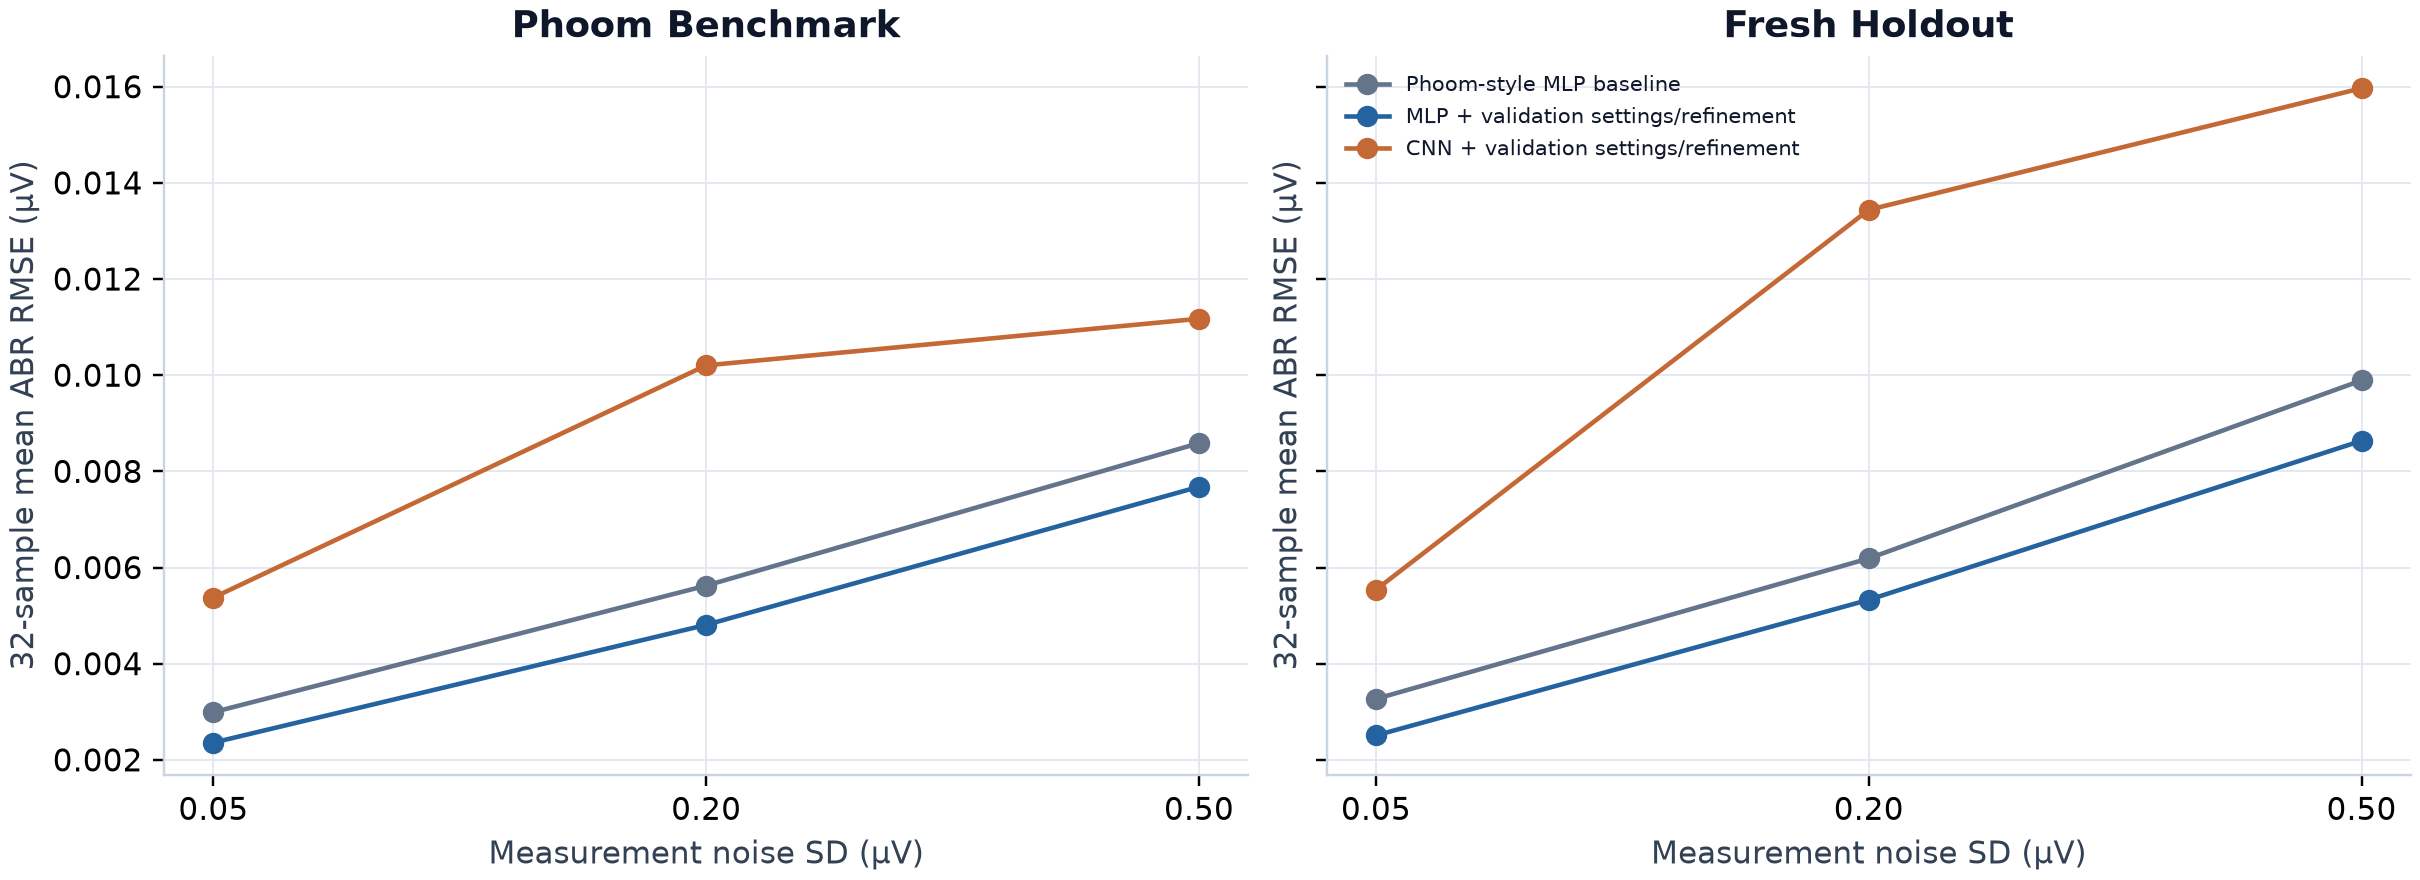 Phoom Benchmark
32-sample mean ABR RMSE (µV)
0.016
0.014
0.012
0.010
0.008
0.006
0.004
0.002
0.05 0.20 0.50
Measurement noise SD (µV)
Fresh Holdout
Phoom-style MLP baseline
MLP + validation settings/refinement
CNN + validation settings/refinement
32-sample mean ABR RMSE (µV)
0.05 0.20 0.50
Measurement noise SD (µV)